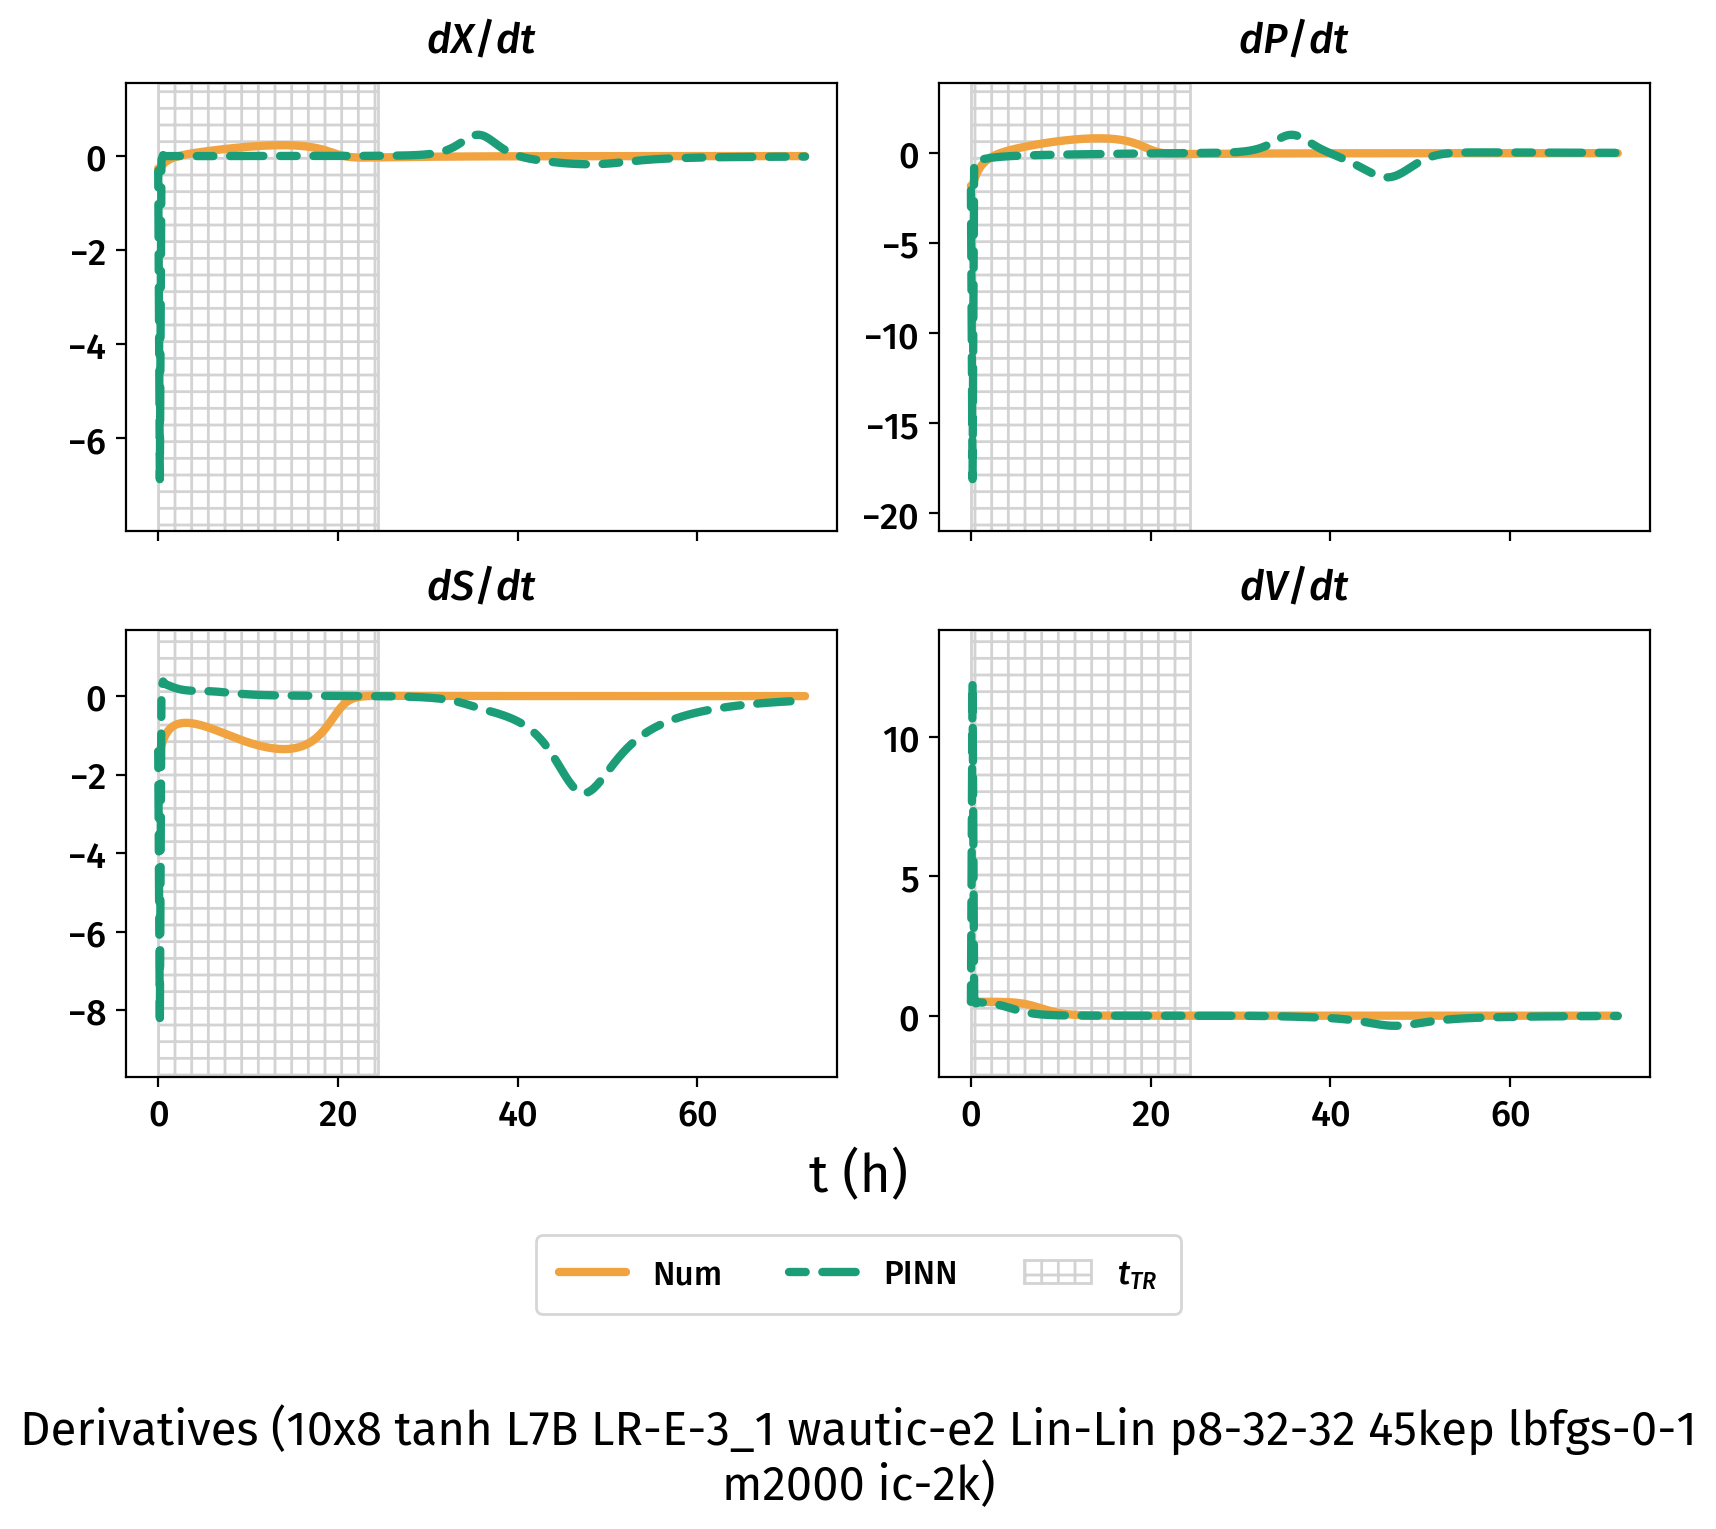 dX/dt
dP/dt
0
−2
−4
−6
0
−5
−10
−15
−20
dS/dt
dV/dt
0
−2
−4
−6
−8
10
5
0
0 20 40 60
0 20 40 60
t (h)
Num PINN tTR
Derivatives (10x8 tanh L7B LR-E-3_1 wautic-e2 Lin-Lin p8-32-32 45kep lbfgs-0-1
m2000 ic-2k)